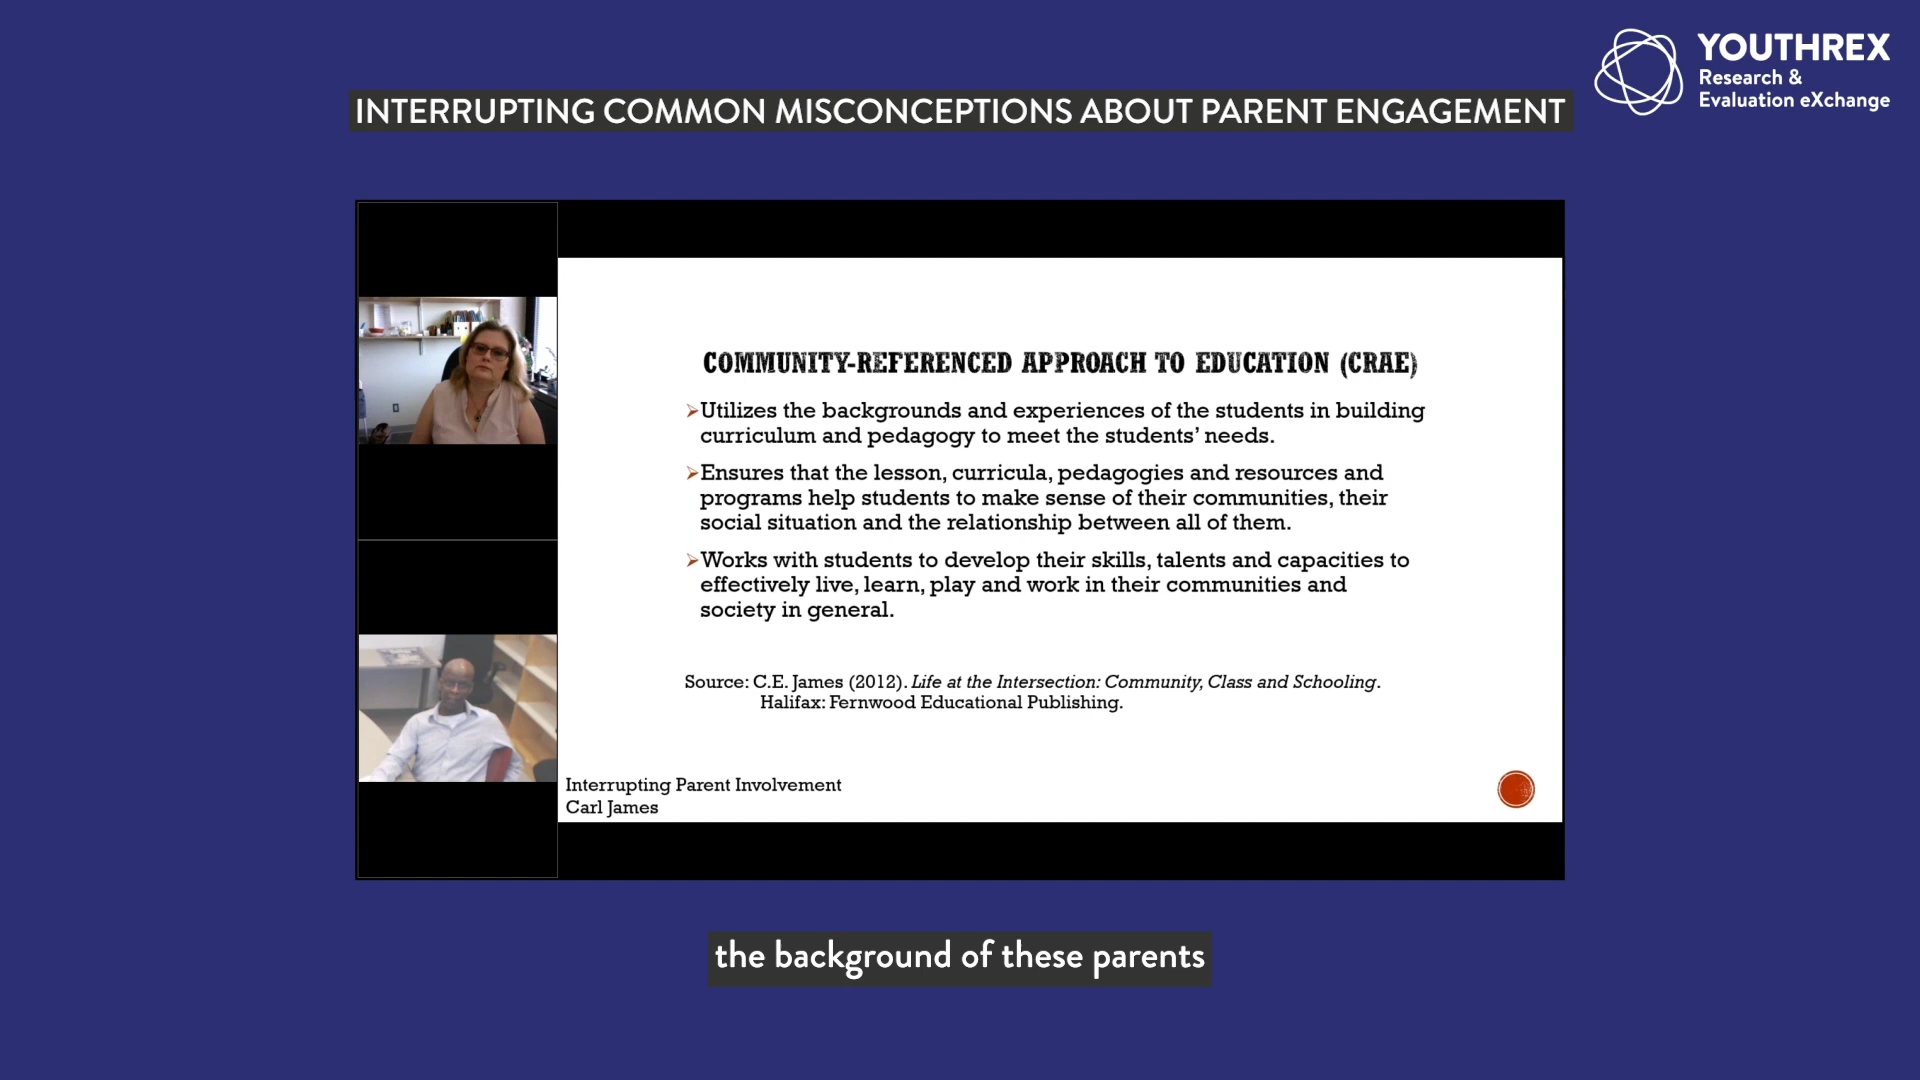 YOUTHREX
Research &
Evaluation eXchange
INTERRUPTING COMMON MISCONCEPTIONS ABOUT PARENT ENGAGEMENT
COMMUNITY-REFERENCED APPROACH TO EDUCATION (CRAE)
➢Utilizes the backgrounds and experiences of the students in building
curriculum and pedagogy to meet the students' needs.
➢Ensures that the lesson, curricula, pedagogies and resources and
programs help students to make sense of their communities, their
social situation and the relationship between all of them.
➢Works with students to develop their skills, talents and capacities to
effectively live, learn, play and work in their communities and
society in general.
Source: C.E. James (2012). Life at the Intersection: Community, Class and Schooling.
Halifax: Fernwood Educational Publishing.
Interrupting Parent Involvement
Carl James
the background of these parents